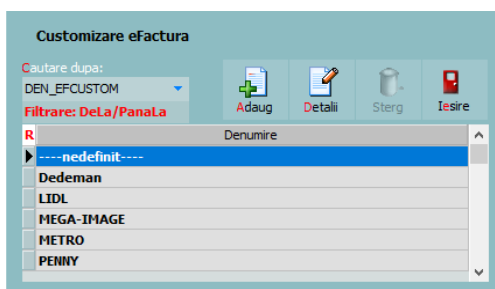 Customizare eFactura
Cautare dupa:
DEN_EFCUSTOM
Filtrare: DeLa/PanaLa
Adaug Detalii Sterg Iesire
R Denumire
----nedefinit----
Dedeman
LIDL
MEGA-IMAGE
METRO
PENNY